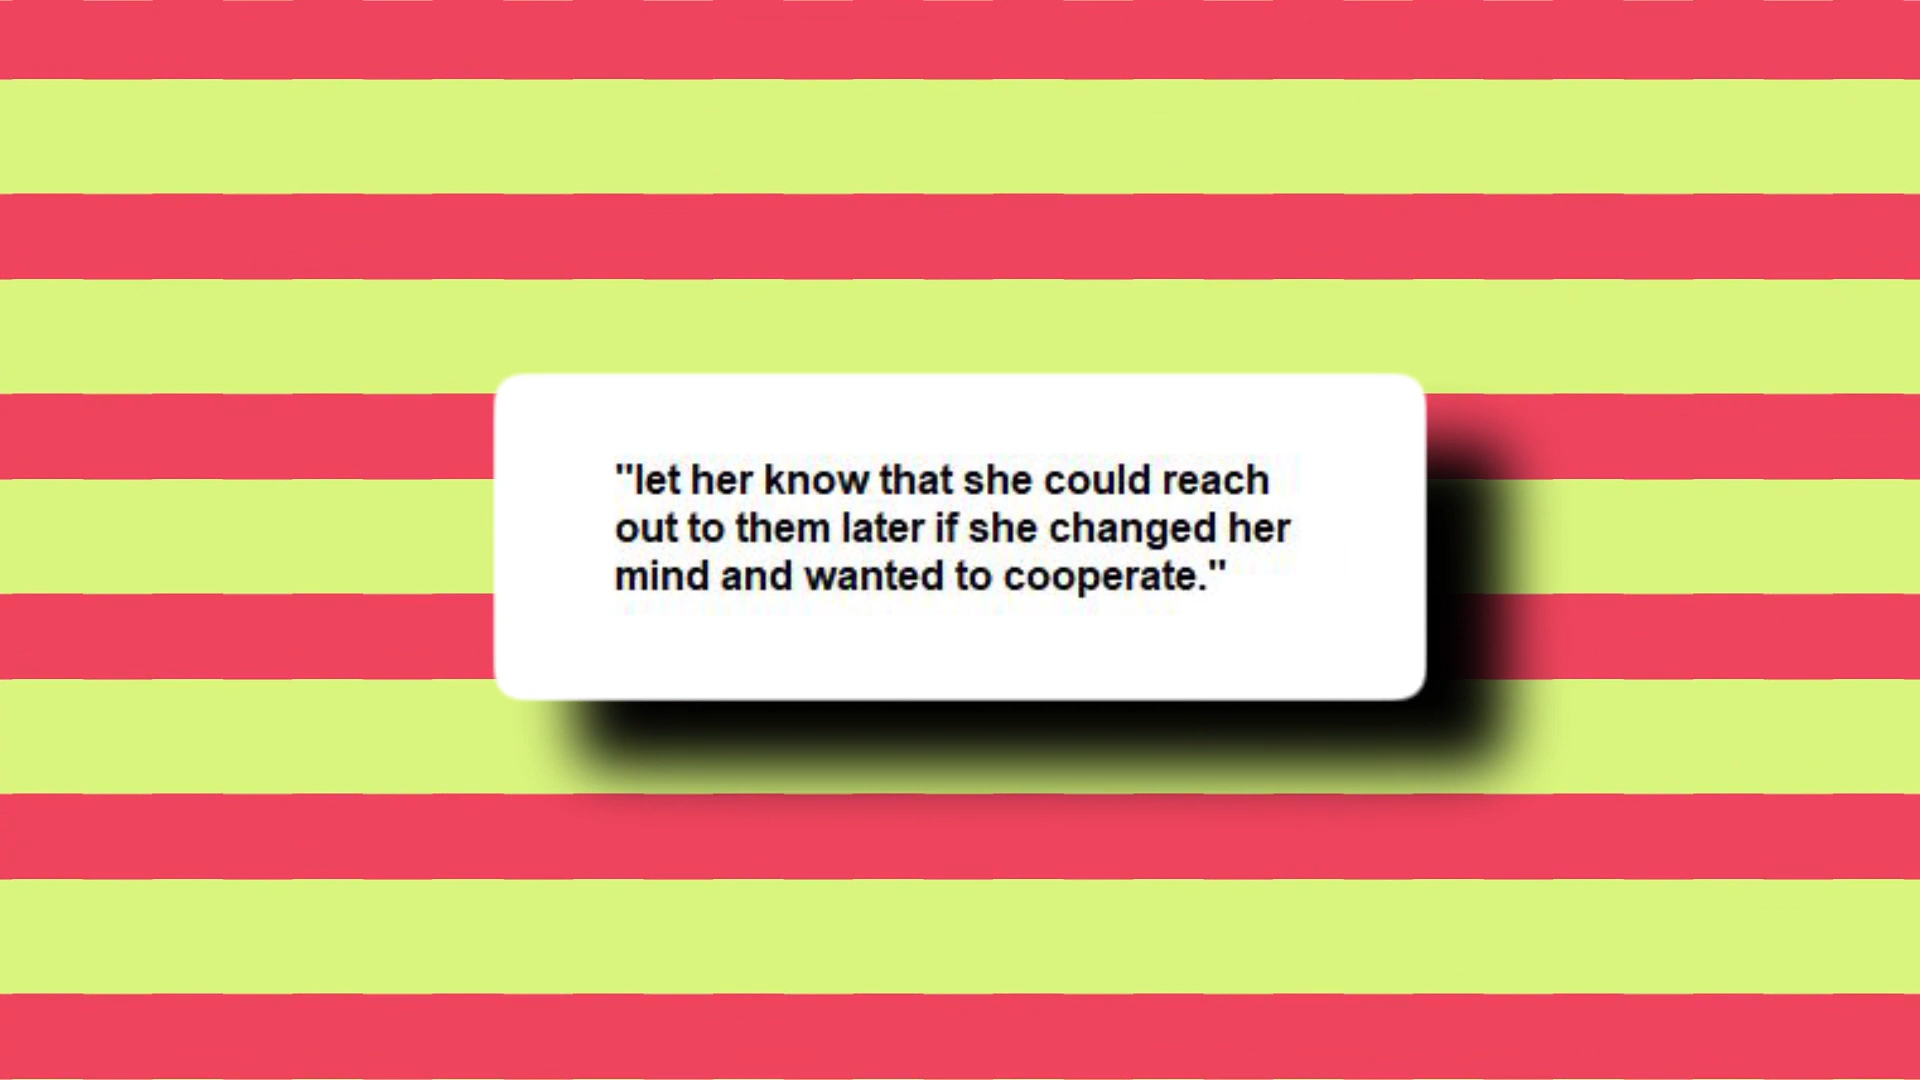 "let her know that she could reach
out to them later if she changed her
mind and wanted to cooperate."